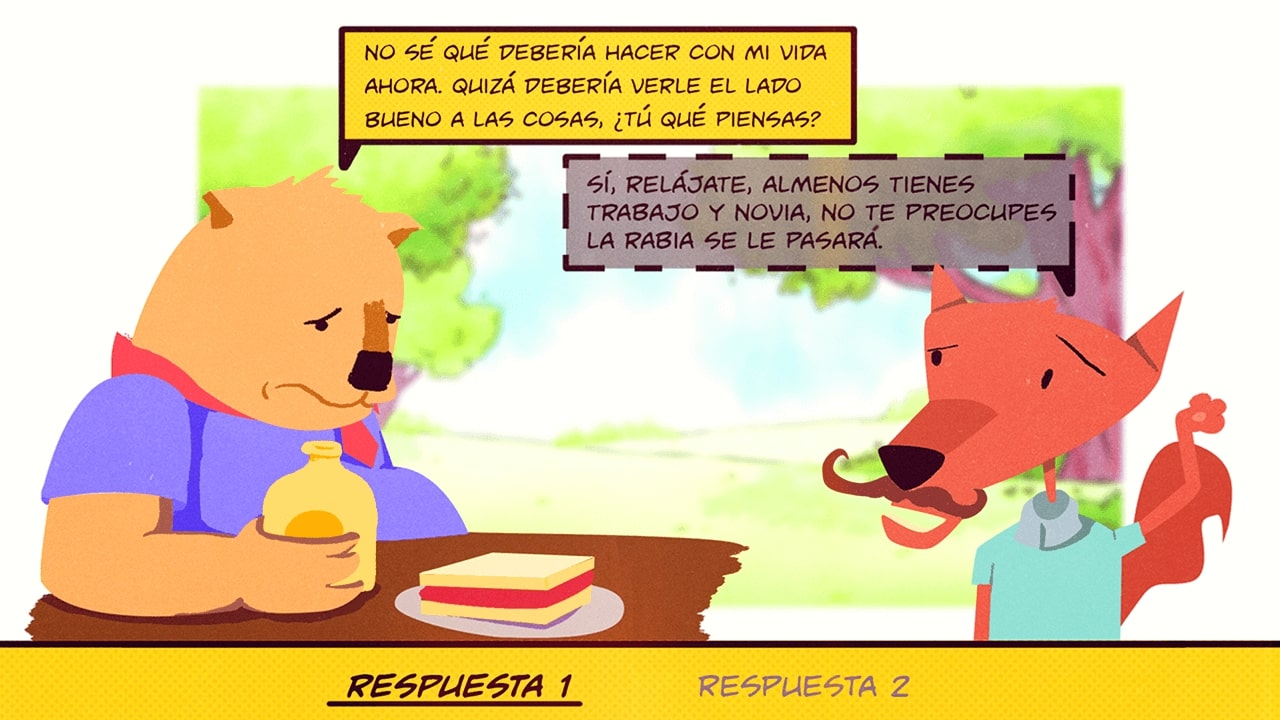 NO SÉ QUÉ DEBERÍA HACER CON MI VIDA
AHORA. QUIZÁ DEBERÍA VERLE EL LADO
BUENO A LAS COSAS, ¿TÚ QUÉ PIENSAS?
SÍ, RELÁJATE, ALMENOS TIENES
TRABAJO Y NOVIA, NO TE PREOCUPES
LA RABIA SE LE PASARÁ.
RESPUESTA 1
RESPUESTA 2